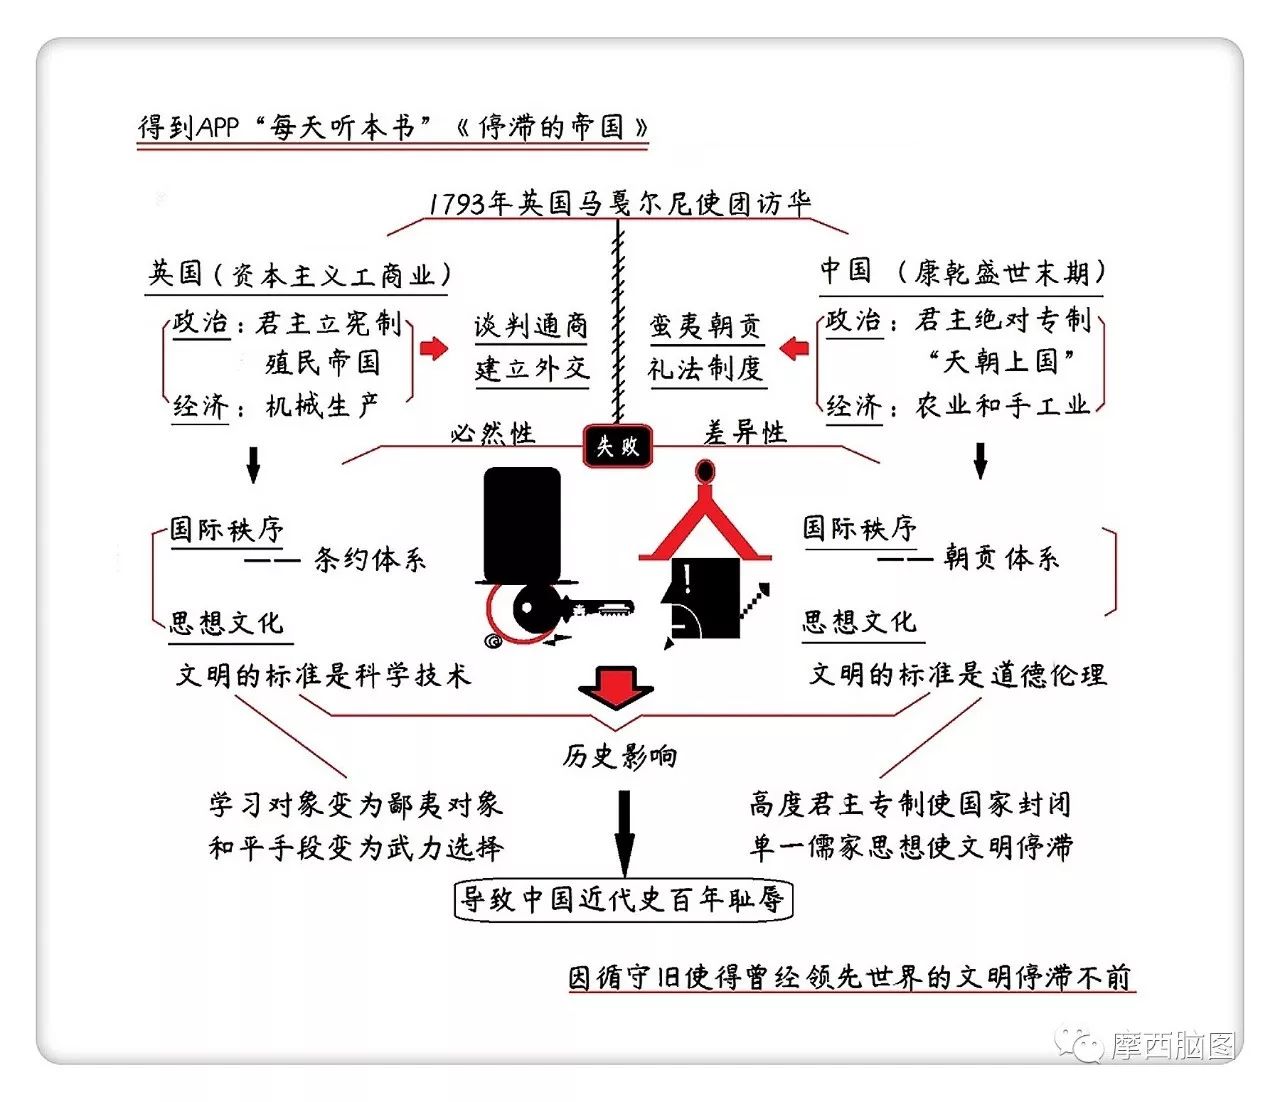 得到APP“每天听本书”《停滞的帝国》
1793年英国马戛尔尼使团访华
英国(资本主义工商业)
政治：君主立宪制
殖民帝国
经济：机械生产
谈判通商
建立外交
蛮夷朝贡
礼法制度
中国 (康乾盛世末期)
政治：君主绝对专制
“天朝上国”
经济：农业和手工业
必然性
失败
差异性
国际秩序
——条约体系
思想文化
文明的标准是科学技术
国际秩序
——朝贡体系
思想文化
文明的标准是道德伦理
历史影响
学习对象变为鄙夷对象
和平手段变为武力选择
高度君主专制使国家封闭
单一儒家思想使文明停滞
导致中国近代史百年耻辱
因循守旧使得曾经领先世界的文明停滞不前
摩西脑图